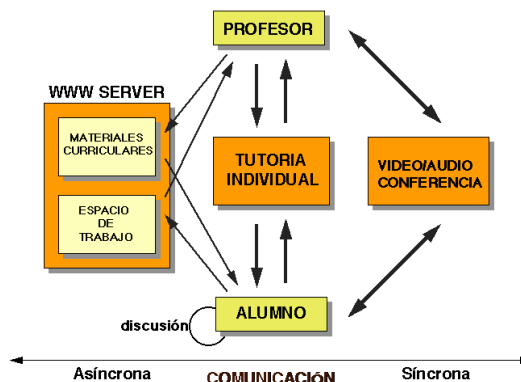 PROFESOR
WWW SERVER
MATERIALES
CURRICULARES
TUTORIA
INDIVIDUAL
VIDEO/AUDIO
CONFERENCIA
ESPACIO
DE
TRABAJO
ALUMNO
discusión
Asíncrona
COMUNICACIÓN
Síncrona